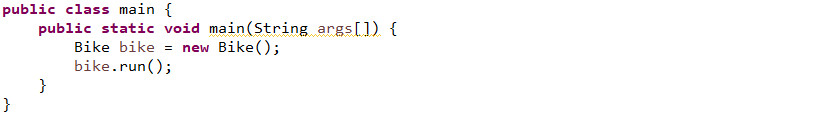 public class main {
    public static void main(String args[]) {
        Bike bike = new Bike();
        bike.run();
    }
}